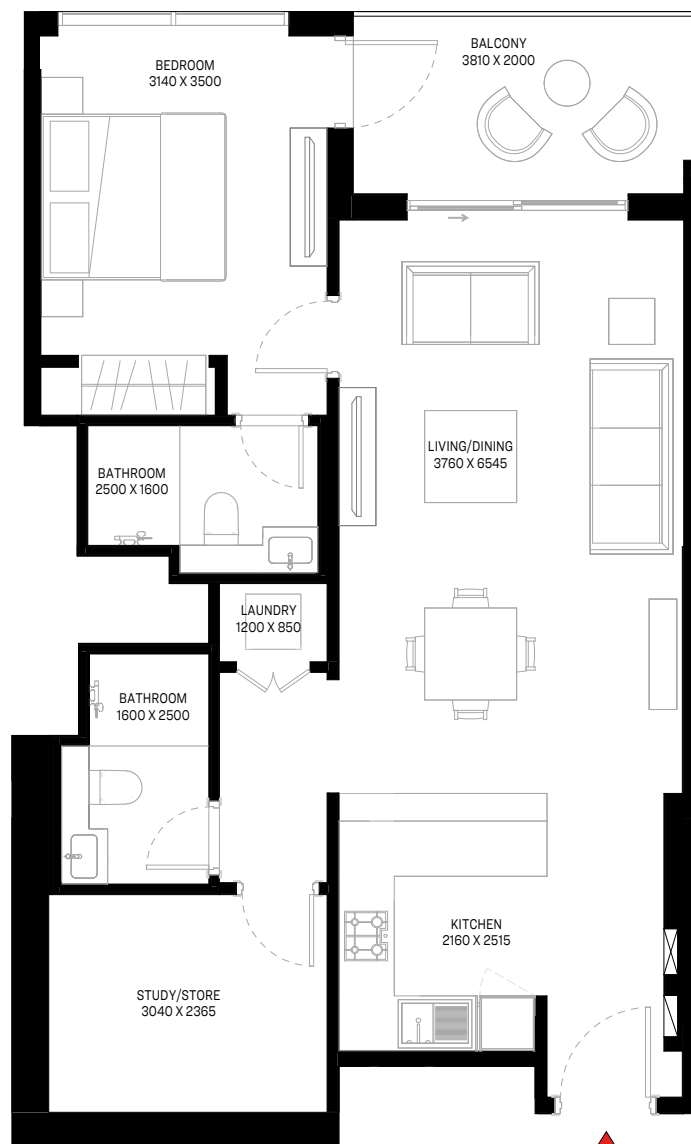 BEDROOM
3140 X 3500
BALCONY
3810 X 2000
LIVING/DINING
3760 X 6545
BATHROOM
2500 X 1600
LAUNDRY
1200 X 850
BATHROOM
1600 X 2500
KITCHEN
2160 X 2515
STUDY/STORE
3040 X 2365